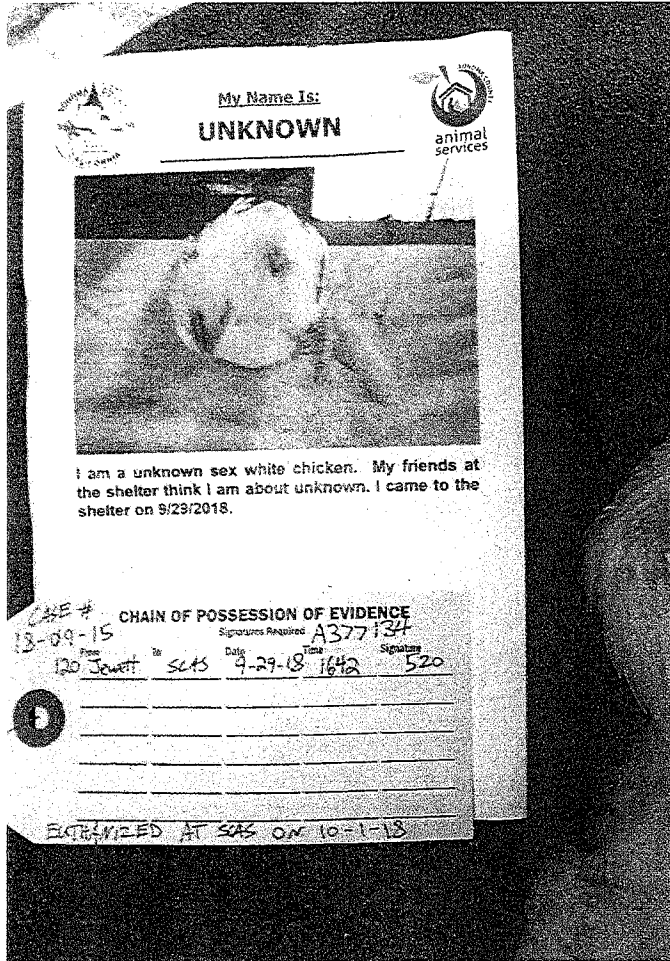 My Name Is:
UNKNOWN
SONOMA COUNTY
animal
services
I am a unknown sex white chicken. My friends at
the shelter think I am about unknown. I came to the
shelter on 9/29/2018.
CASE #
18-09-15
CHAIN OF POSSESSION OF EVIDENCE
Signatures Required A377134
From To Date Time Signature
120 Jewett SCAS 9-29-18 1642 520
AT SCAS ON 10-1-18